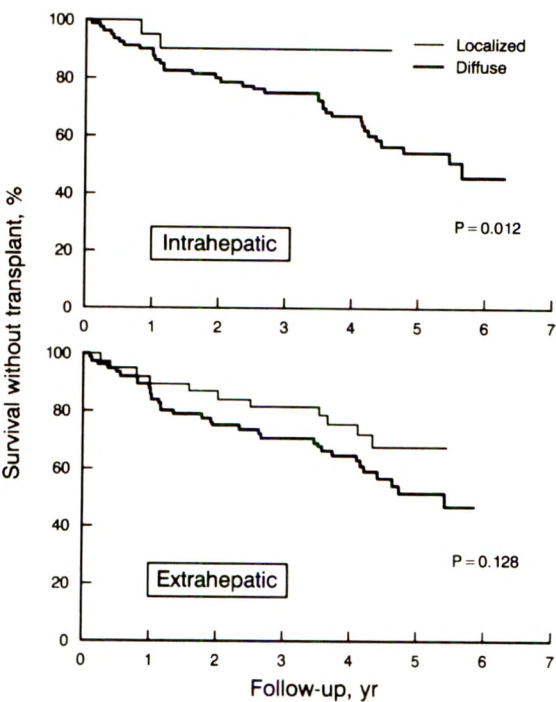 Survival without transplant, %
100
80
60
40
20
0
Localized
Diffuse
P = 0.012
Intrahepatic
0 1 2 3 4 5 6 7
100
80
60
40
20
0
P = 0.128
Extrahepatic
0 1 2 3 4 5 6 7
Follow-up, yr